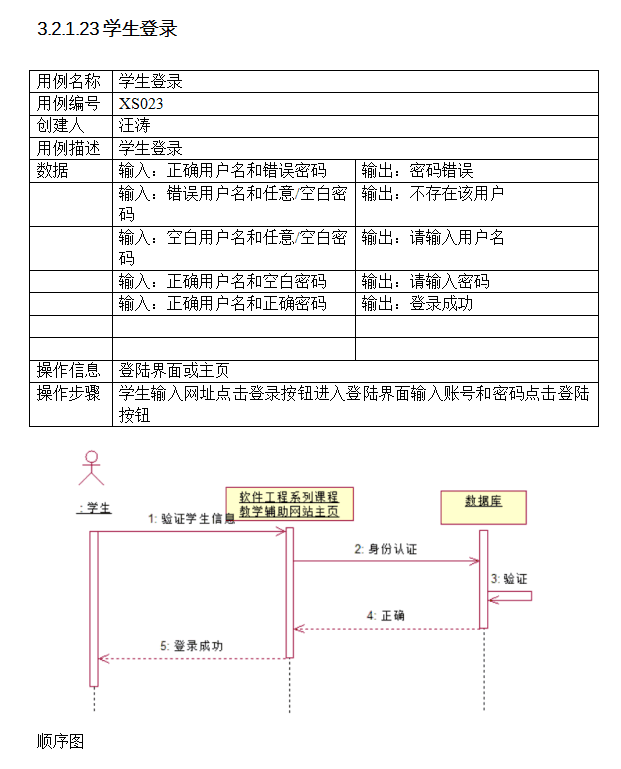 3.2.1.23 学生登录
用例名称 学生登录
用例编号 XS023
创建人 汪涛
用例描述 学生登录
数据 输入：正确用户名和错误密码 输出：密码错误
输入：错误用户名和任意/空白密 输出：不存在该用户
码
输入：空白用户名和任意/空白密 输出：请输入用户名
码
输入：正确用户名和空白密码 输出：请输入密码
输入：正确用户名和正确密码 输出：登录成功
操作信息 登陆界面或主页
操作步骤 学生输入网址点击登录按钮进入登陆界面输入账号和密码点击登陆
按钮
: 学生
软件工程系列课程
教学辅助网站主页
数据库
1: 验证学生信息
2: 身份认证
3: 验证
4: 正确
5: 登录成功
顺序图